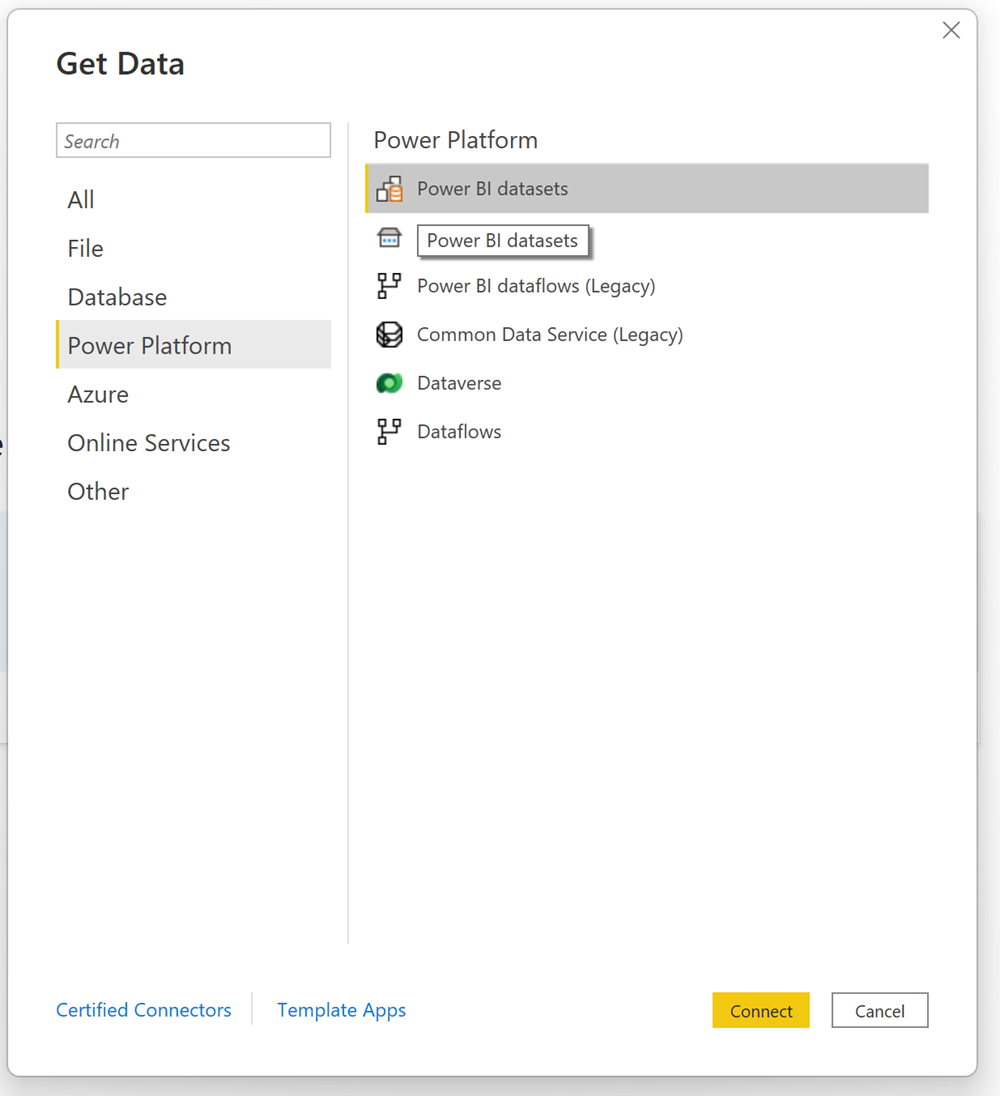 Get Data
Search
All
File
Database
Power Platform
Azure
Online Services
Other
Power Platform
Power BI datasets
Power BI datasets
Power BI dataflows (Legacy)
Common Data Service (Legacy)
Dataverse
Dataflows
Certified Connectors
Template Apps
Connect
Cancel